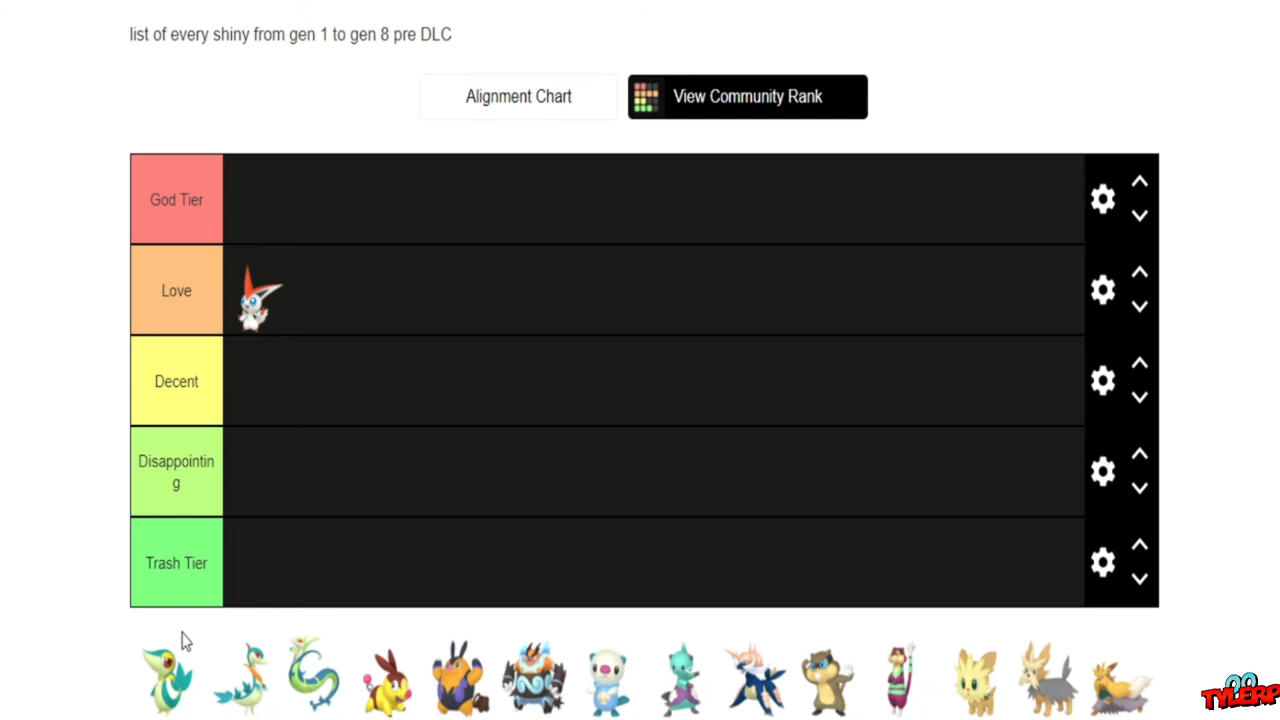 list of every shiny from gen 1 to gen 8 pre DLC
Alignment Chart
View Community Rank
God Tier
Love
Decent
Disappointin
g
Trash Tier
TYLERP